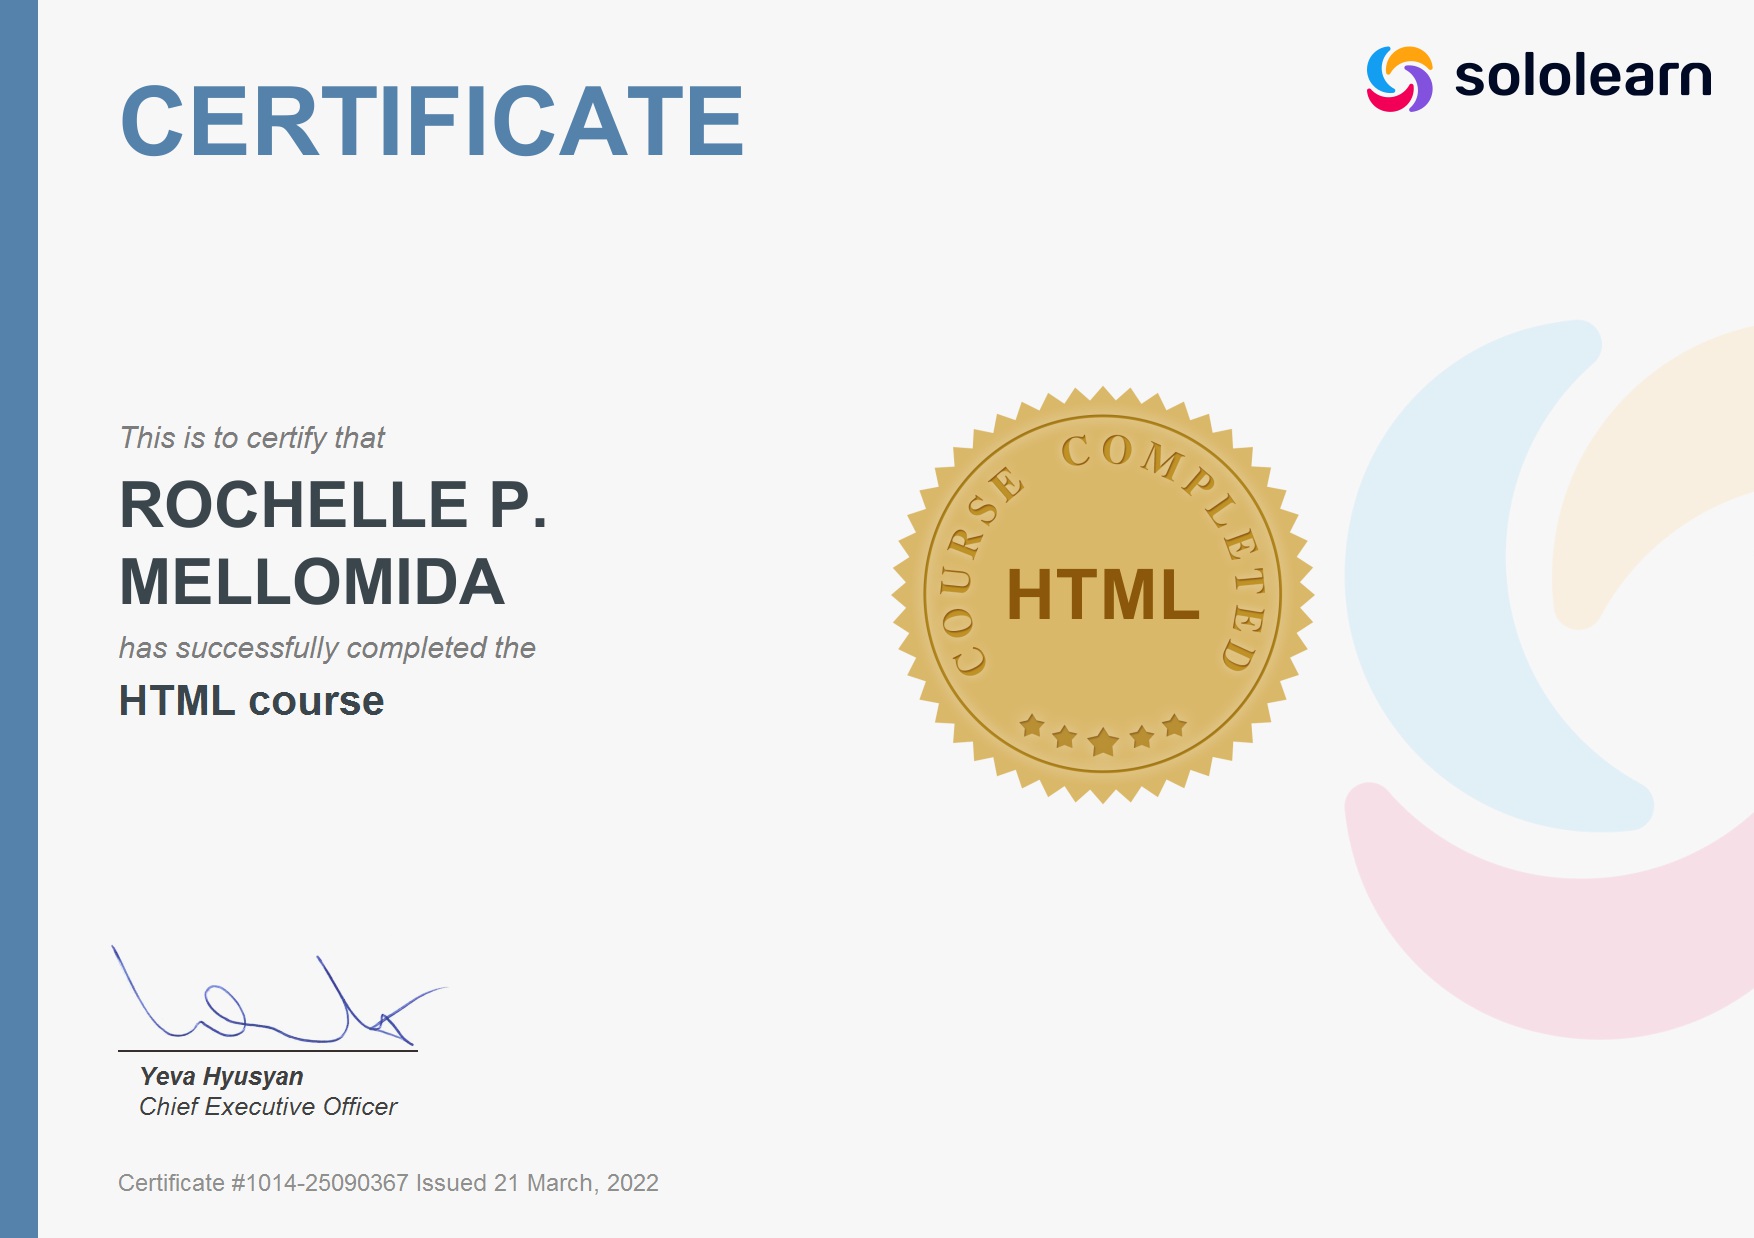 sololearn
CERTIFICATE
This is to certify that
ROCHELLE P.
MELLOMIDA
has successfully completed the
HTML course
COURSE COMPLETED
HTML
Yeva Hyusyan
Chief Executive Officer
Certificate #1014-25090367 Issued 21 March, 2022